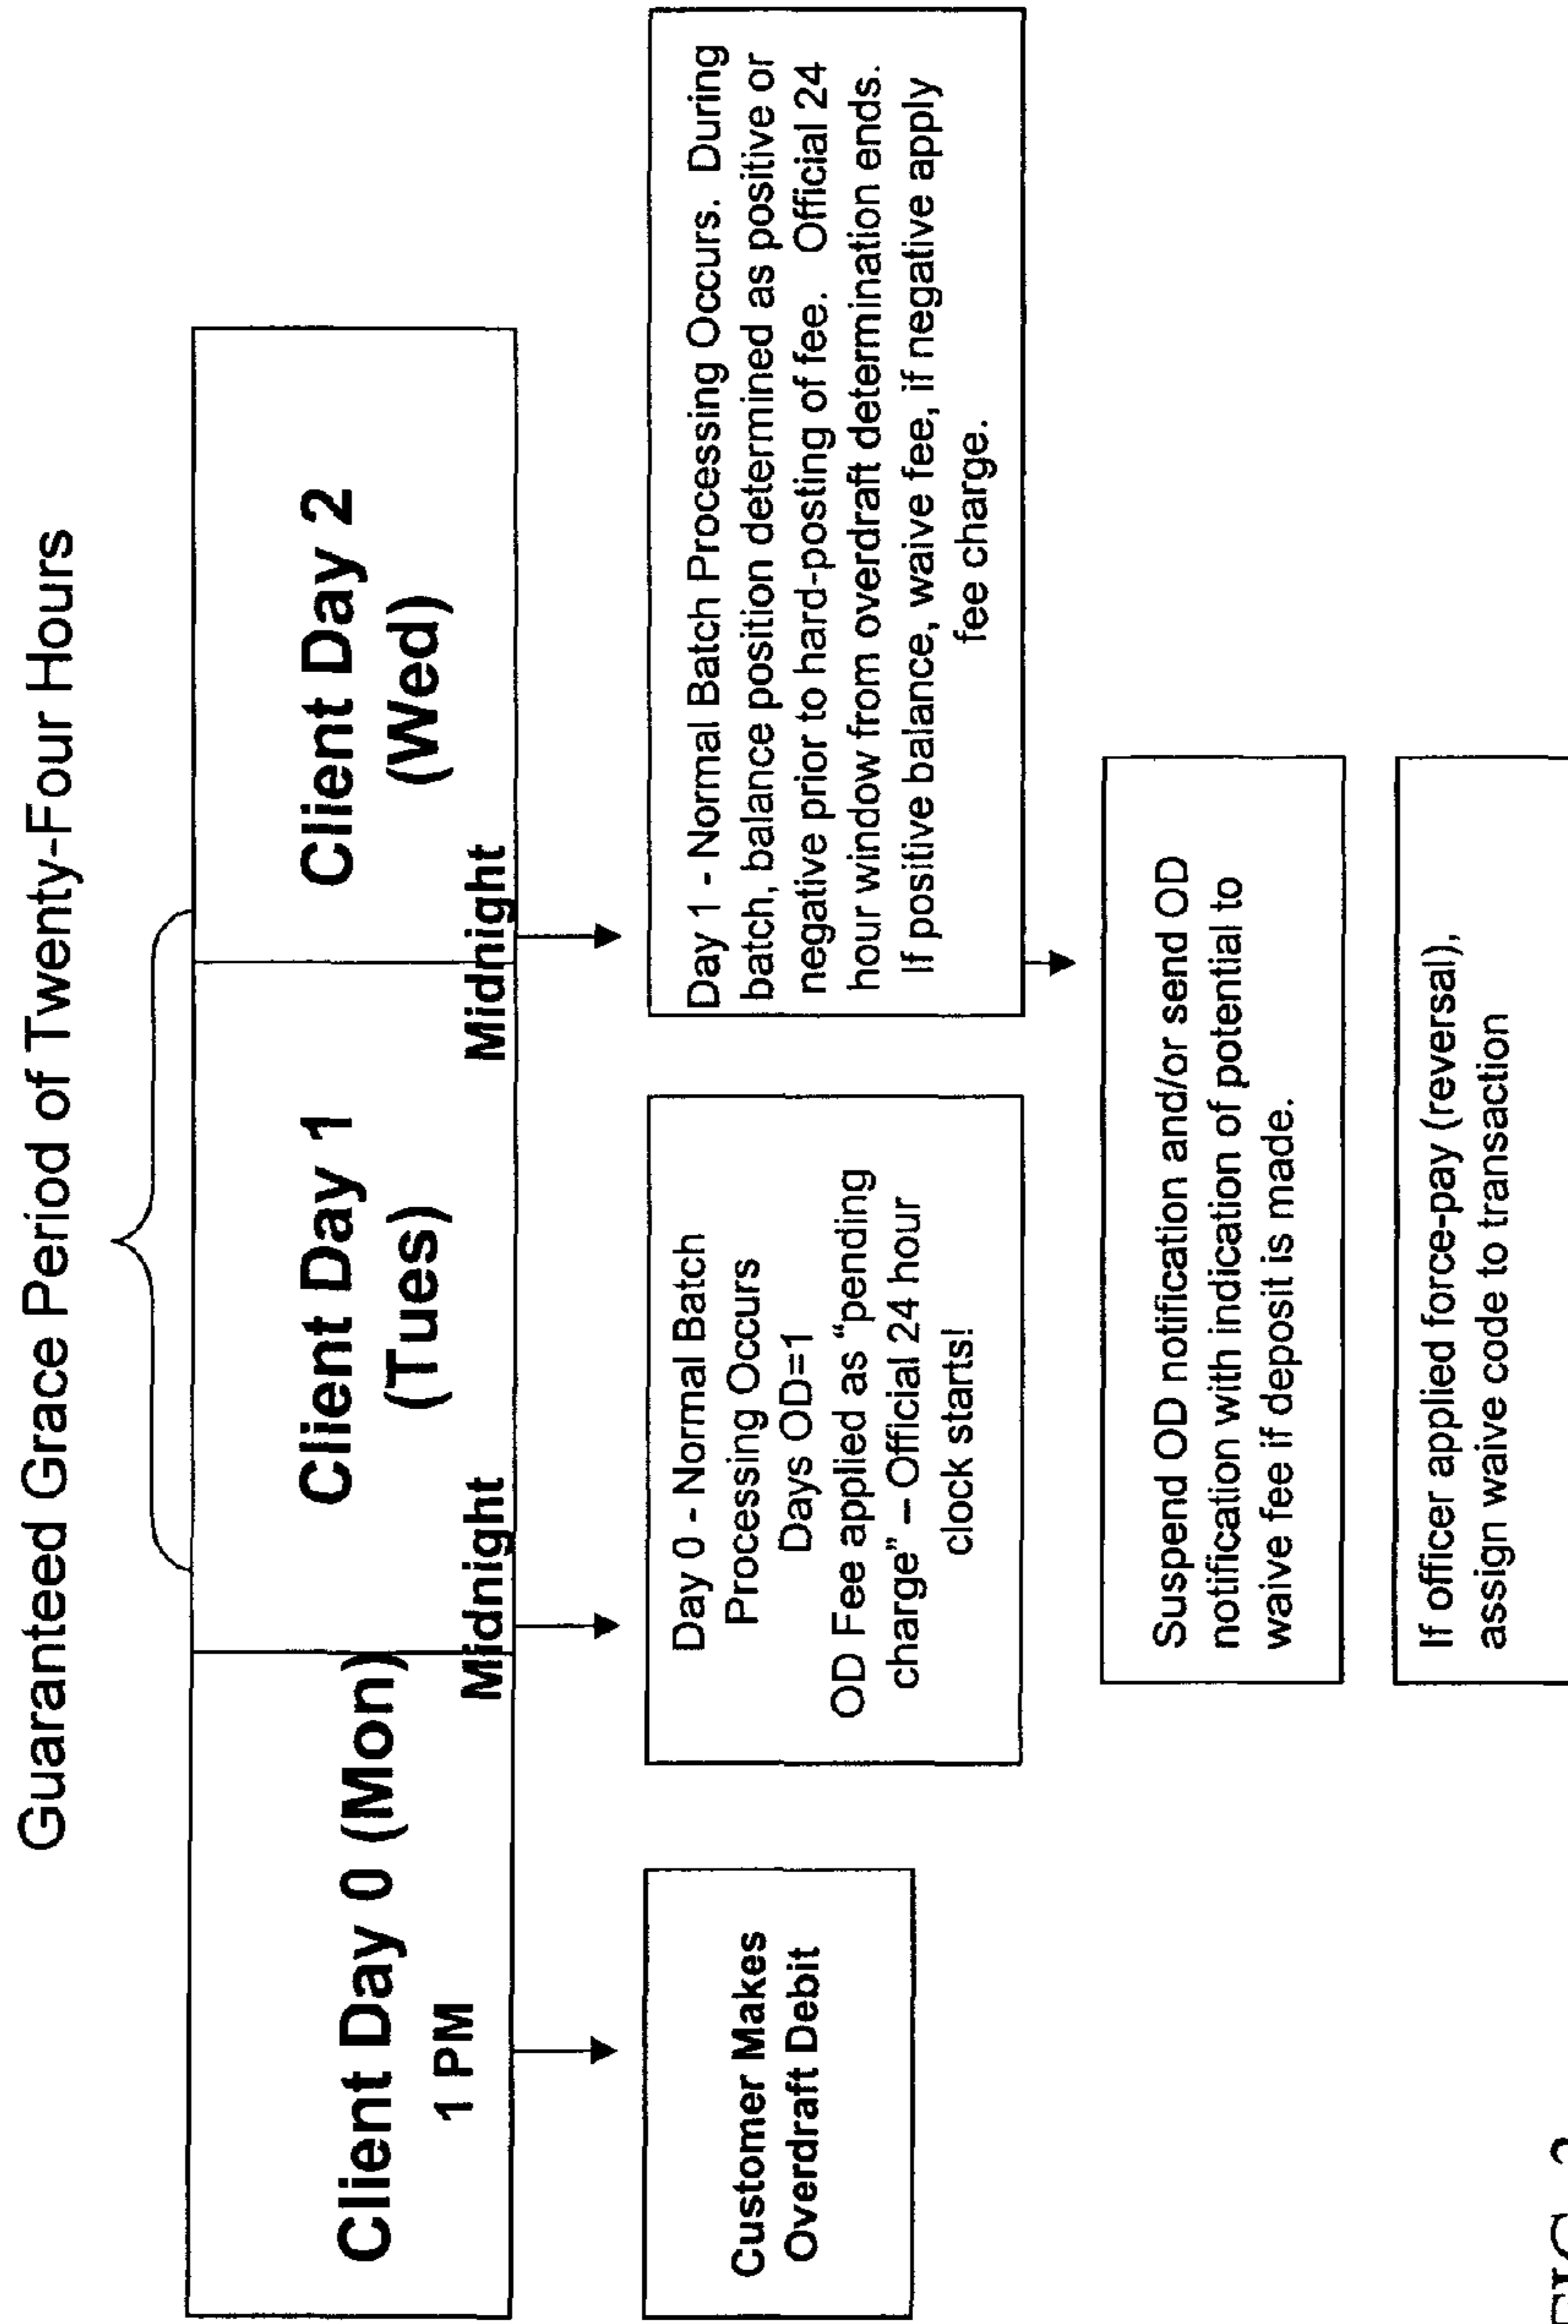 Guaranteed Grace Period of Twenty-Four Hours
Client Day 0 (Mon)
1 PM
Client Day 1
(Tues)
Midnight
Client Day 2
(Wed)
Midnight
Customer Makes
Overdraft Debit
Day 0 - Normal Batch
Processing Occurs
Days OD=1
OD Fee applied as "pending
charge" – Official 24 hour
clock starts!
Day 1 - Normal Batch Processing Occurs. During
batch, balance position determined as positive or
negative prior to hard-posting of fee. Official 24
hour window from overdraft determination ends.
If positive balance, waive fee, if negative apply
fee charge.
Suspend OD notification and/or send OD
notification with indication of potential to
waive fee if deposit is made.
If officer applied force-pay (reversal),
assign waive code to transaction